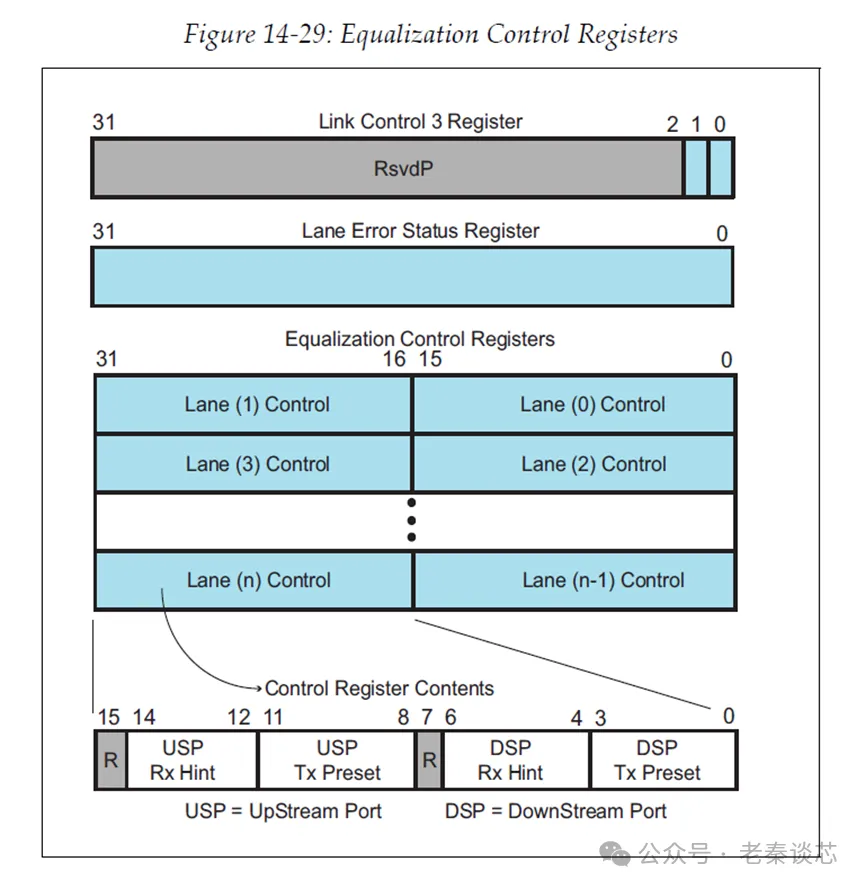 Figure 14-29: Equalization Control Registers
31 Link Control 3 Register 2 1 0
RsvdP
31 Lane Error Status Register 0
Equalization Control Registers
31 16 15 0
Lane (1) Control Lane (0) Control
Lane (3) Control Lane (2) Control
Lane (n) Control Lane (n-1) Control
Control Register Contents
15 14 12 11 8 7 6 4 3 0
R USP Rx Hint USP Tx Preset R DSP Rx Hint DSP Tx Preset
USP = UpStream Port DSP = DownStream Port
公众号 · 老秦谈芯